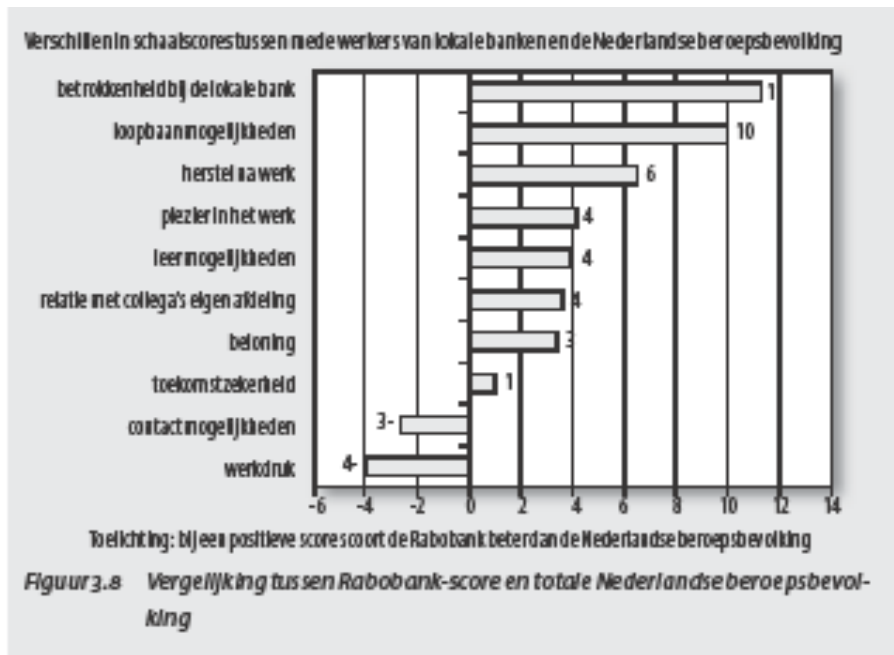 Verschillen in schaalscores tussen medewerkers van lokale banken en de Nederlandse beroepsbevolking
betrokkenheid bij de lokale bank
1
loopbaanmogelijkheden
10
herstel na werk
6
plezier in het werk
4
leermogelijkheden
4
relatie met collega's eigen afdeling
4
beloning
3
toekomstzekerheid
1
contactmogelijkheden
3-
werkdruk
4-
-6 -4 -2 0 2 4 6 8 10 12 14
Toelichting: bij een positieve score scoort de Rabobank beter dan de Nederlandse beroepsbevolking
Figuur 3.8 Vergelijking tussen Rabobank-score en totale Nederlandse beroepsbevol-
king